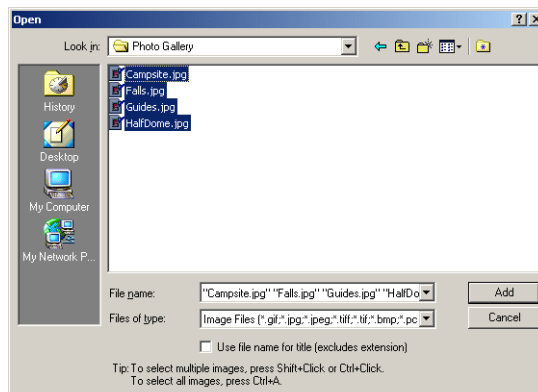 Open
Look in: Photo Gallery
History
Desktop
My Computer
My Network P...
Campsite.jpg
Falls.jpg
Guides.jpg
HalfDome.jpg
File name: "Campsite.jpg" "Falls.jpg" "Guides.jpg" "HalfDo Add
Files of type: Image Files (*.gif;*.jpg;*.jpeg;*.tiff;*.tif;*.bmp;*.pc Cancel
Use file name for title (excludes extension)
Tip: To select multiple images, press Shift+Click or Ctrl+Click.
To select all images, press Ctrl+A.